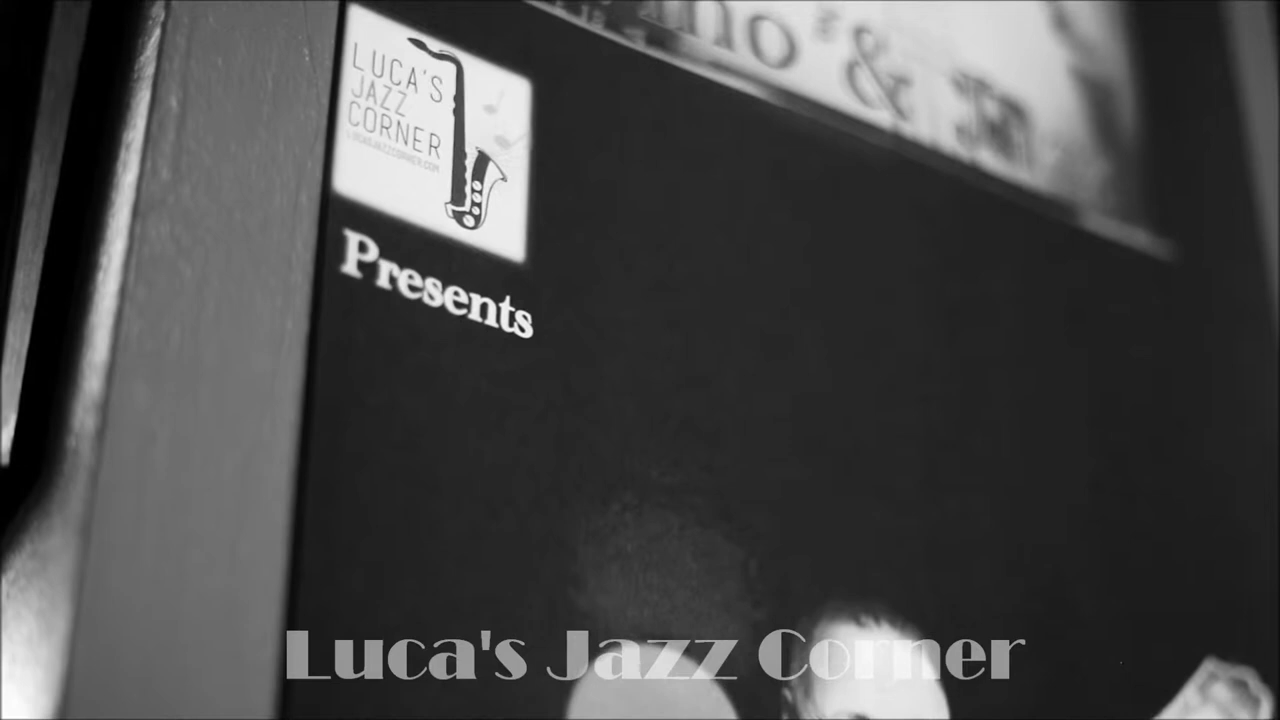 LUCA'S
JAZZ
CORNER
Presents
Luca's Jazz Corner